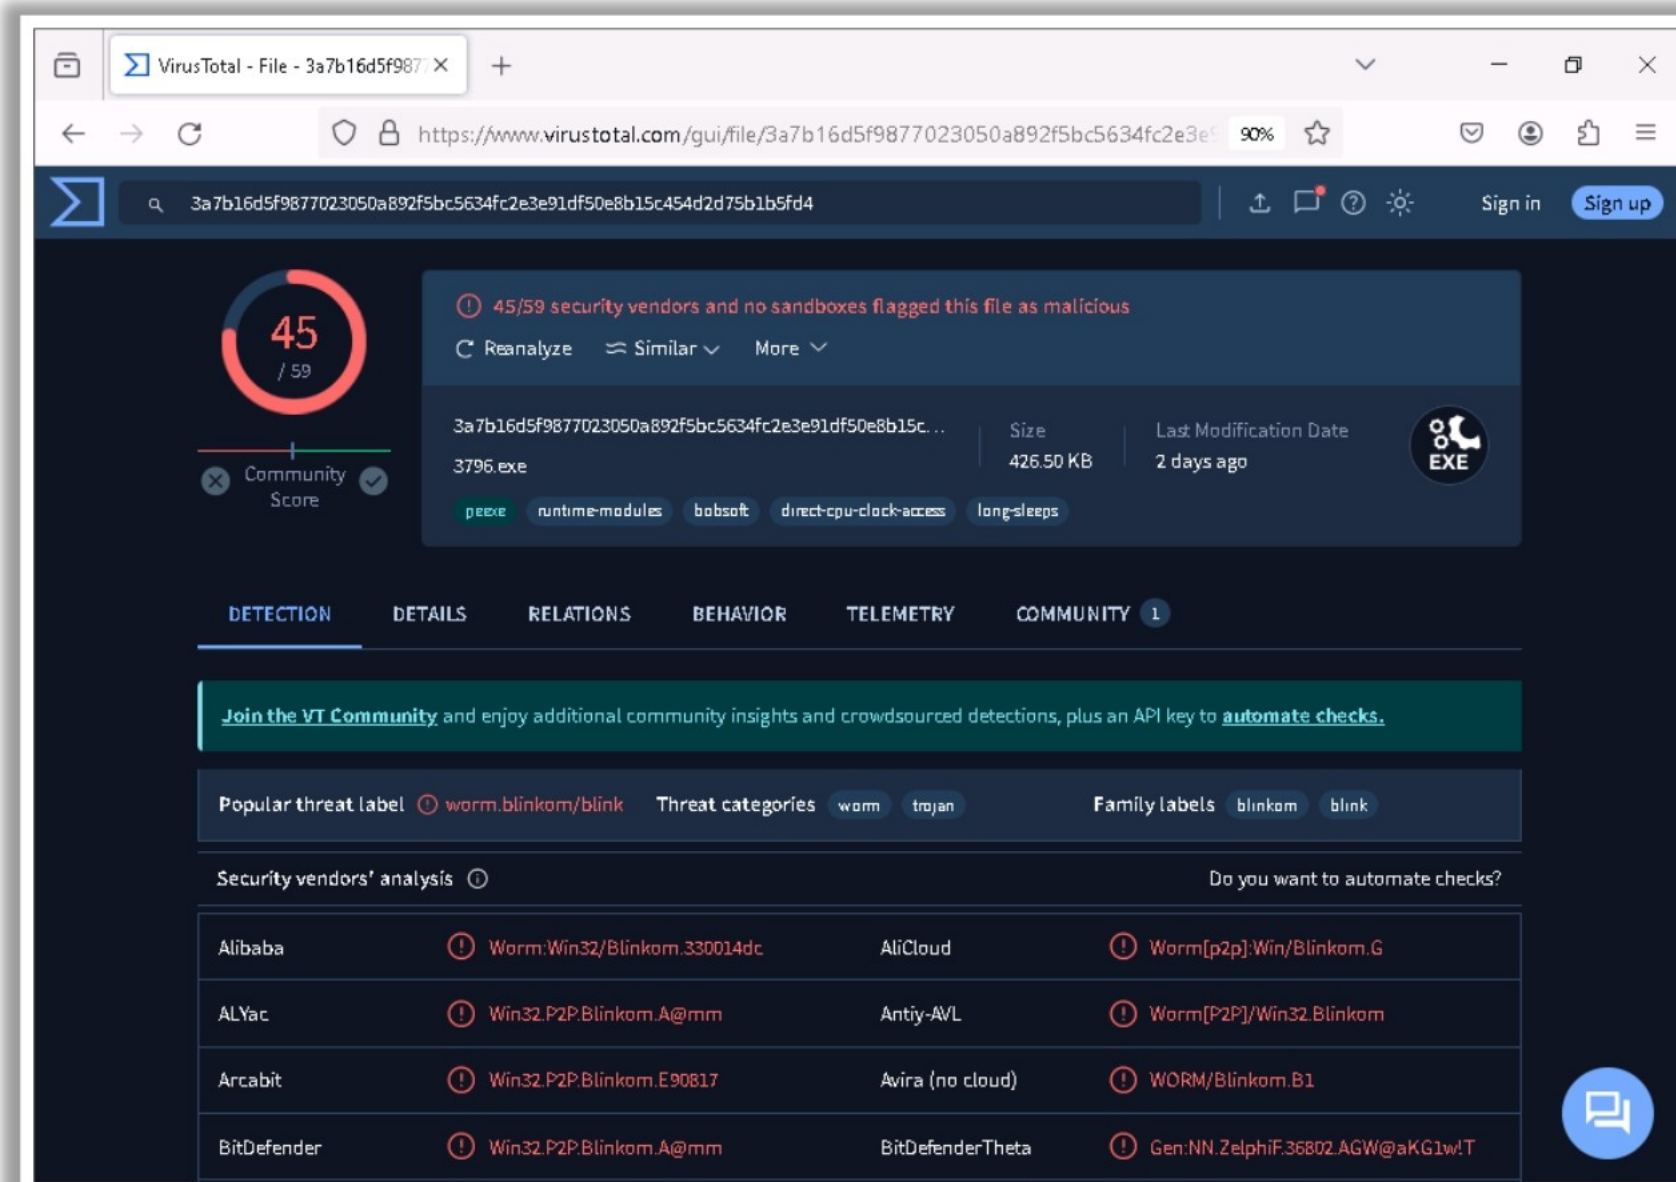 VirusTotal - File - 3a7b16d5f987
https://www.virustotal.com/gui/file/3a7b16d5f9877023050a892f5bc5634fc2e3e9 90%
3a7b16d5f9877023050a892f5bc5634fc2e3e91df50e8b15c454d2d75b1b5fd4 Sign in Sign up
45
/ 59
Community
Score
45/59 security vendors and no sandboxes flagged this file as malicious
Reanalyze Similar More
3a7b16d5f9877023050a892f5bc5634fc2e3e91df50e8b15c...
3796.exe
Size
426.50 KB
Last Modification Date
2 days ago
EXE
peexe runtime-modules bobsoft direct-cpu-clock-access long-sleeps
DETECTION DETAILS RELATIONS BEHAVIOR TELEMETRY COMMUNITY 1
Join the VT Community and enjoy additional community insights and crowdsourced detections, plus an API key to automate checks.
Popular threat label worm.blinkom/blink Threat categories worm trojan Family labels blinkom blink
Security vendors' analysis Do you want to automate checks?
Alibaba Worm:Win32/Blinkom.330014dc AliCloud Worm[p2p]:Win/Blinkom.G
ALYac Win32.P2P.Blinkom.A@mm Antiy-AVL Worm[P2P]/Win32.Blinkom
Arcabit Win32.P2P.Blinkom.E90817 Avira (no cloud) WORM/Blinkom.B1
BitDefender Win32.P2P.Blinkom.A@mm BitDefenderTheta Gen:NN.ZelphiF.36802.AGW@aKG1w!T